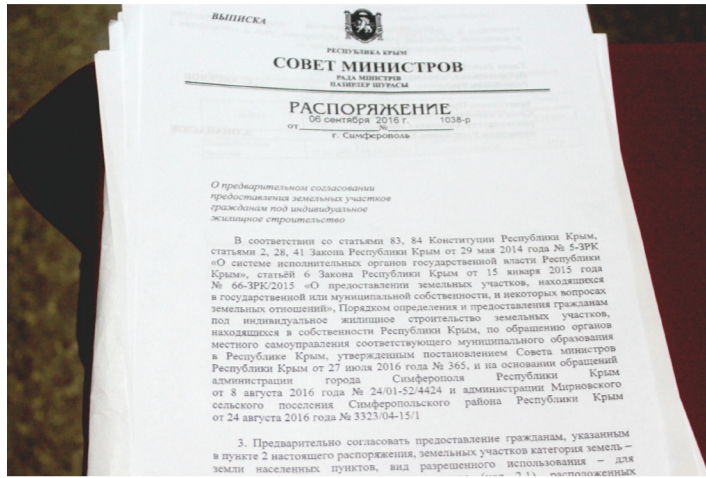 ВЫПИСКА
РЕСПУБЛИКА КРЫМ
СОВЕТ МИНИСТРОВ
РАДА МІНІСТРІВ
НАЗИРЛЕР ШУРАСЫ
РАСПОРЯЖЕНИЕ
от 06 сентября 2016 г. № 1038-р
г. Симферополь
О предварительном согласовании
предоставления земельных участков
гражданам под индивидуальное
жилищное строительство
В соответствии со статьями 83, 84 Конституции Республики Крым,
статьями 2, 28, 41 Закона Республики Крым от 29 мая 2014 года № 5-ЗРК
«О системе исполнительных органов государственной власти Республики
Крым», статьёй 6 Закона Республики Крым от 15 января 2015 года
№ 66-ЗРК/2015 «О предоставлении земельных участков, находящихся
в государственной или муниципальной собственности, и некоторых вопросах
земельных отношений», Порядком определения и предоставления гражданам
под индивидуальное жилищное строительство земельных участков,
находящихся в собственности Республики Крым, по обращению органов
местного самоуправления соответствующего муниципального образования
в Республике Крым, утвержденным постановлением Совета министров
Республики Крым от 27 июля 2016 года № 365, и на основании обращений
администрации города Симферополя Республики Крым
от 8 августа 2016 года № 24/01-52/4424 и администрации Мирновского
сельского поселения Симферопольского района Республики Крым
от 24 августа 2016 года № 3323/04-15/1
3. Предварительно согласовать предоставление гражданам, указанным
в пункте 2 настоящего распоряжения, земельных участков категория земель –
земли населенных пунктов, вид разрешенного использования – для
расположенных